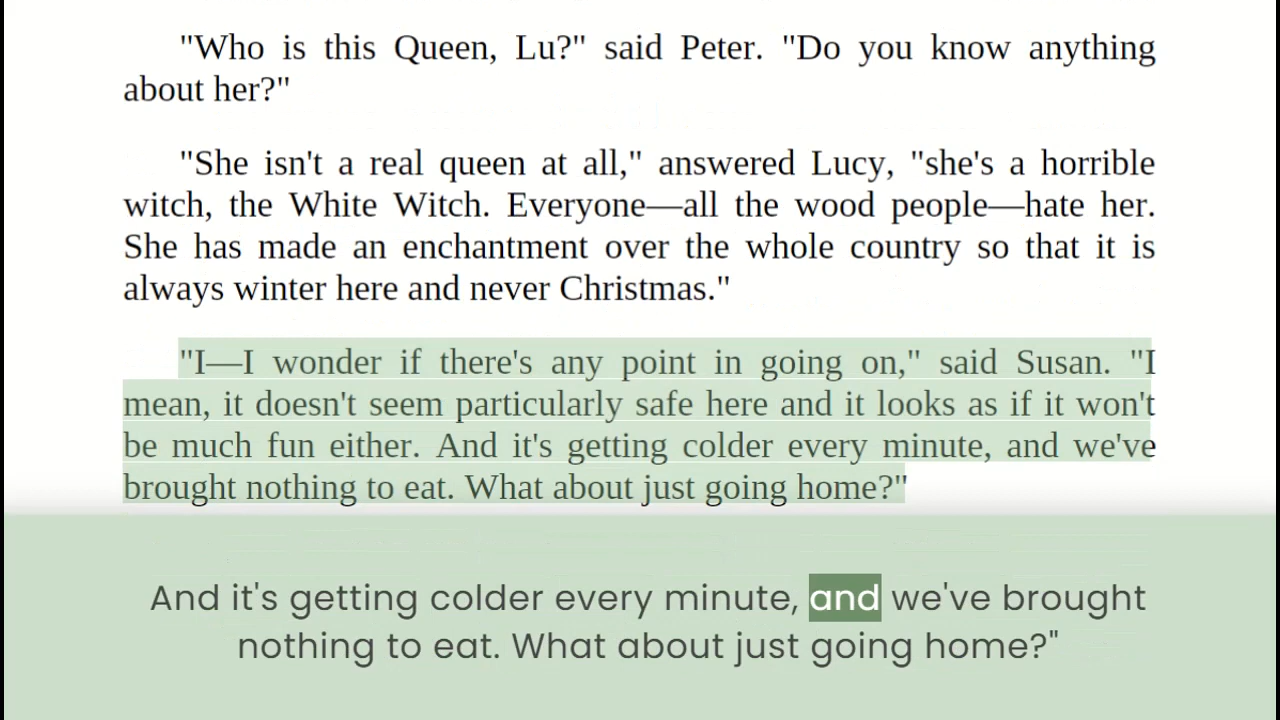 "Who is this Queen, Lu?" said Peter. "Do you know anything
about her?"
"She isn't a real queen at all," answered Lucy, "she's a horrible
witch, the White Witch. Everyone—all the wood people—hate her.
She has made an enchantment over the whole country so that it is
always winter here and never Christmas."
"I—I wonder if there's any point in going on," said Susan. "I
mean, it doesn't seem particularly safe here and it looks as if it won't
be much fun either. And it's getting colder every minute, and we've
brought nothing to eat. What about just going home?"
And it's getting colder every minute, and we've brought
nothing to eat. What about just going home?"